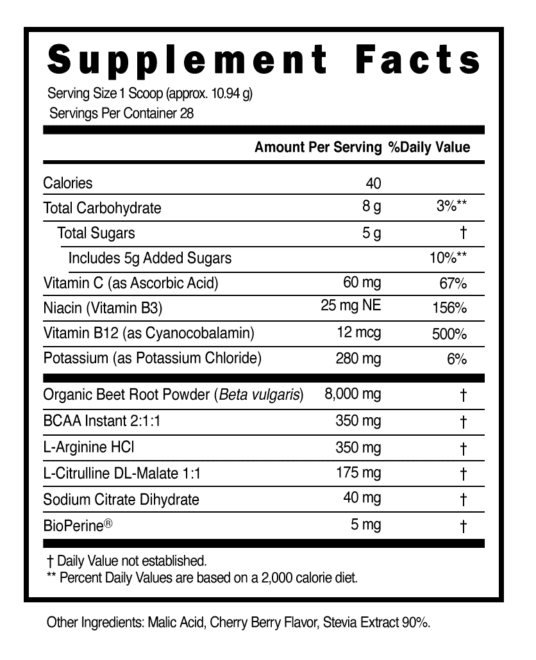 Supplement Facts
Serving Size 1 Scoop (approx. 10.94 g)
Servings Per Container 28
Amount Per Serving %Daily Value
Calories 40
Total Carbohydrate 8 g 3%**
Total Sugars 5 g †
Includes 5g Added Sugars 10%**
Vitamin C (as Ascorbic Acid) 60 mg 67%
Niacin (Vitamin B3) 25 mg NE 156%
Vitamin B12 (as Cyanocobalamin) 12 mcg 500%
Potassium (as Potassium Chloride) 280 mg 6%
Organic Beet Root Powder (Beta vulgaris) 8,000 mg †
BCAA Instant 2:1:1 350 mg †
L-Arginine HCl 350 mg †
L-Citrulline DL-Malate 1:1 175 mg †
Sodium Citrate Dihydrate 40 mg †
BioPerine® 5 mg †
† Daily Value not established.
** Percent Daily Values are based on a 2,000 calorie diet.
Other Ingredients: Malic Acid, Cherry Berry Flavor, Stevia Extract 90%.